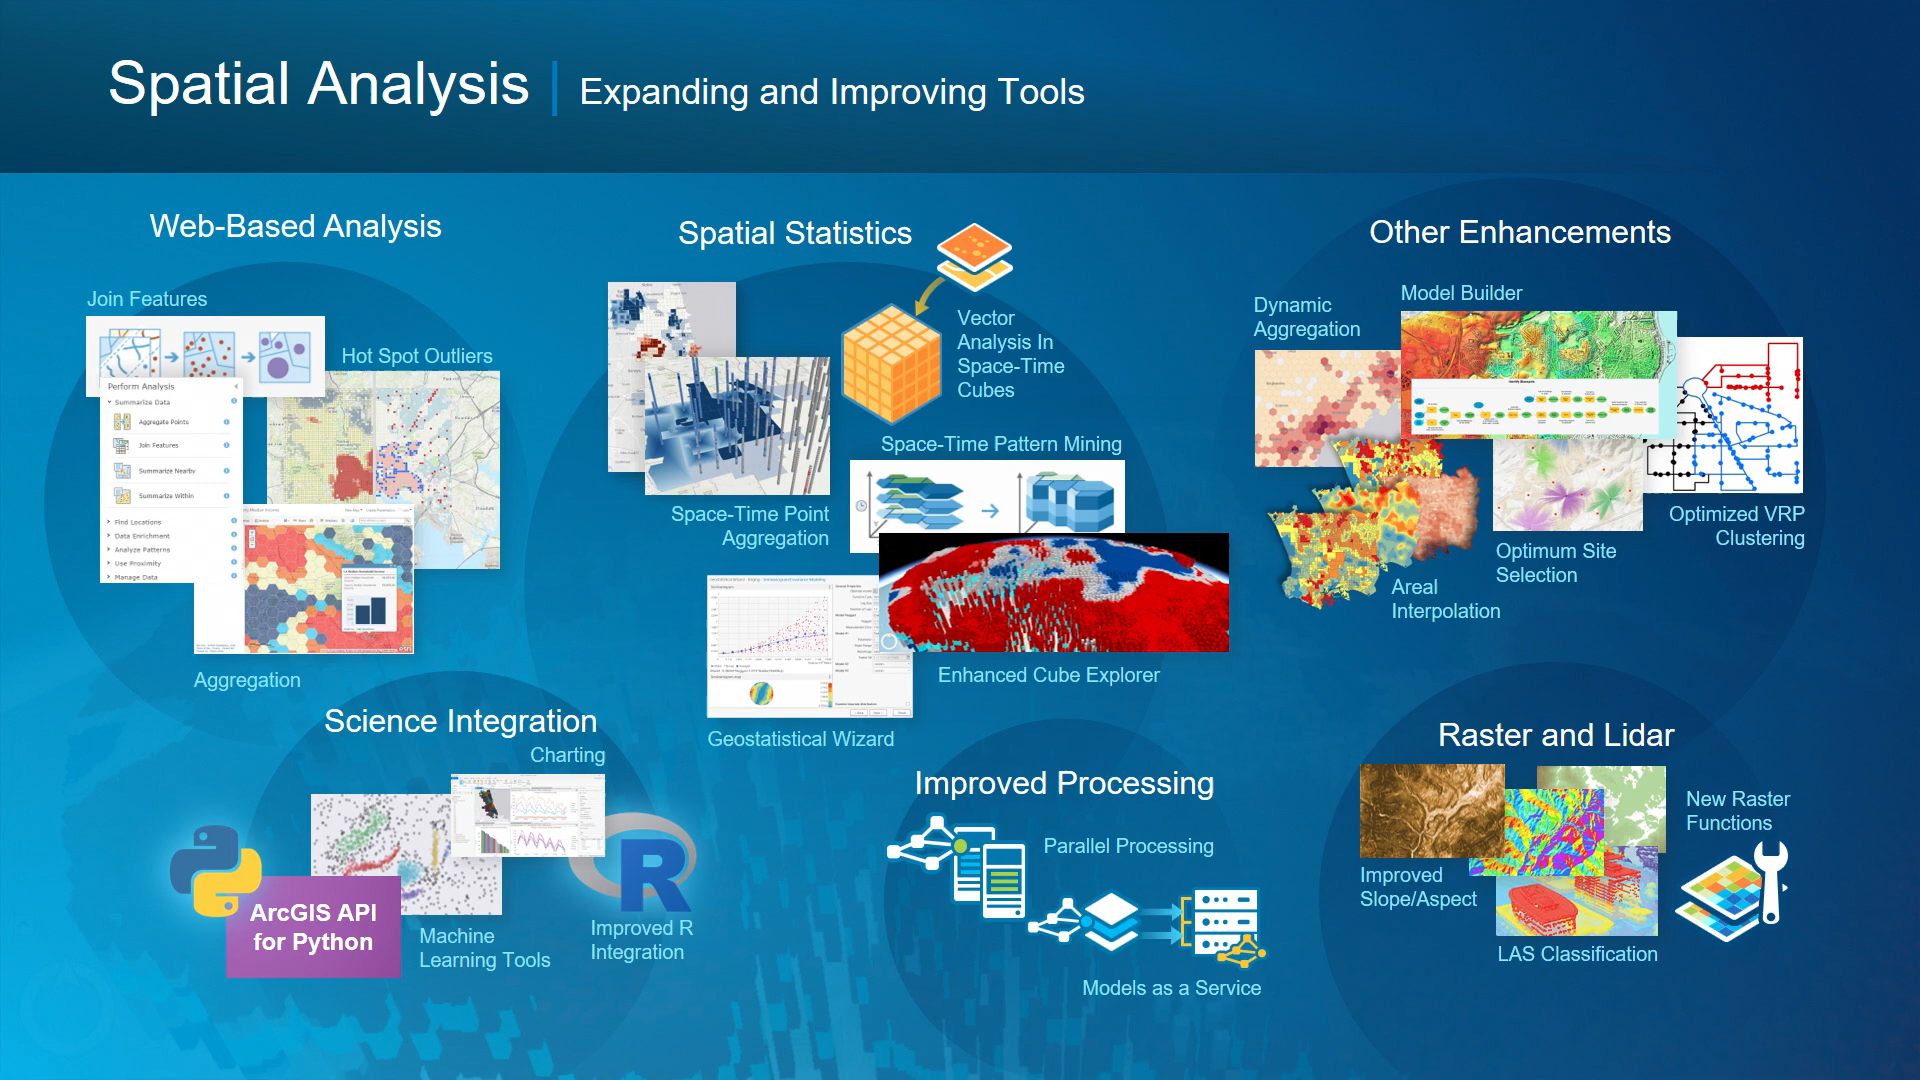 Spatial Analysis
Expanding and Improving Tools
Web-Based Analysis
Join Features
Hot Spot Outliers
Perform Analysis
Summarize Data
Aggregate Points
Join Features
Summarize Nearby
Summarize Within
Find Locations
Data Enrichment
Analyze Patterns
Use Proximity
Manage Data
esri
Aggregation
Spatial Statistics
Vector
Analysis In
Space-Time
Cubes
Space-Time Pattern Mining
Space-Time Point
Aggregation
Enhanced Cube Explorer
Geostatistical Wizard
Other Enhancements
Dynamic
Aggregation
Model Builder
Optimized VRP
Clustering
Optimum Site
Selection
Areal
Interpolation
Science Integration
Charting
ArcGIS API
for Python
Machine
Learning Tools
R
Improved R
Integration
Improved Processing
Parallel Processing
Models as a Service
Raster and Lidar
New Raster
Functions
Improved
Slope/Aspect
LAS Classification